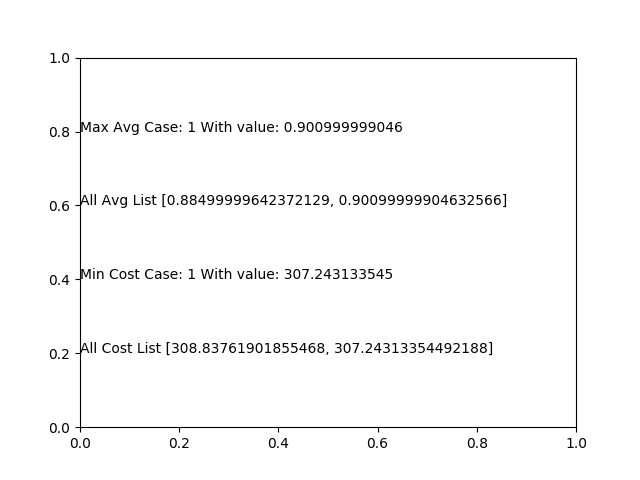 1.0
Max Avg Case: 1 With value: 0.900999999046
0.8
All Avg List [0.88499999642372129, 0.90099999904632566]
0.6
Min Cost Case: 1 With value: 307.243133545
0.4
All Cost List [308.83761901855468, 307.24313354492188]
0.2
0.0
0.0 0.2 0.4 0.6 0.8 1.0